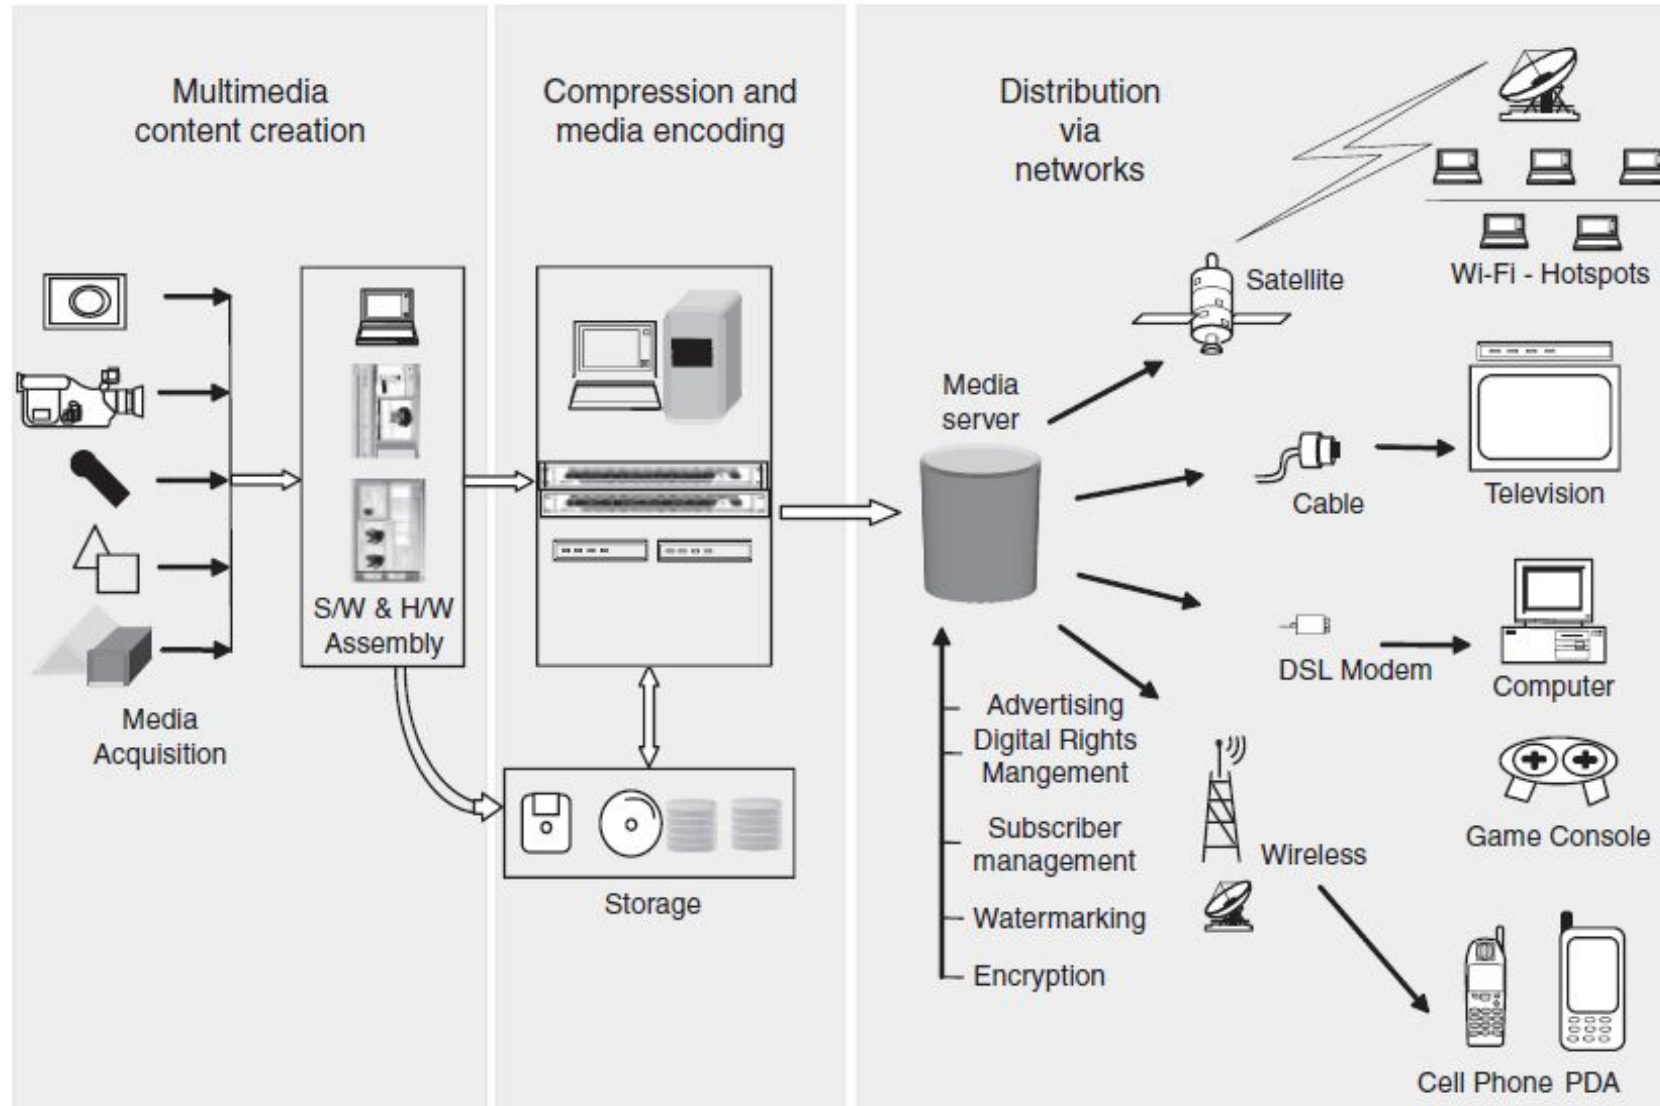 Multimedia
content creation
Media
Acquisition
S/W & H/W
Assembly
Compression and
media encoding
Storage
Distribution
via
networks
Media
server
Advertising
Digital Rights
Mangement
Subscriber
management
Watermarking
Encryption
Satellite
Wi-Fi - Hotspots
Cable
Television
DSL Modem
Computer
Game Console
Wireless
Cell Phone PDA